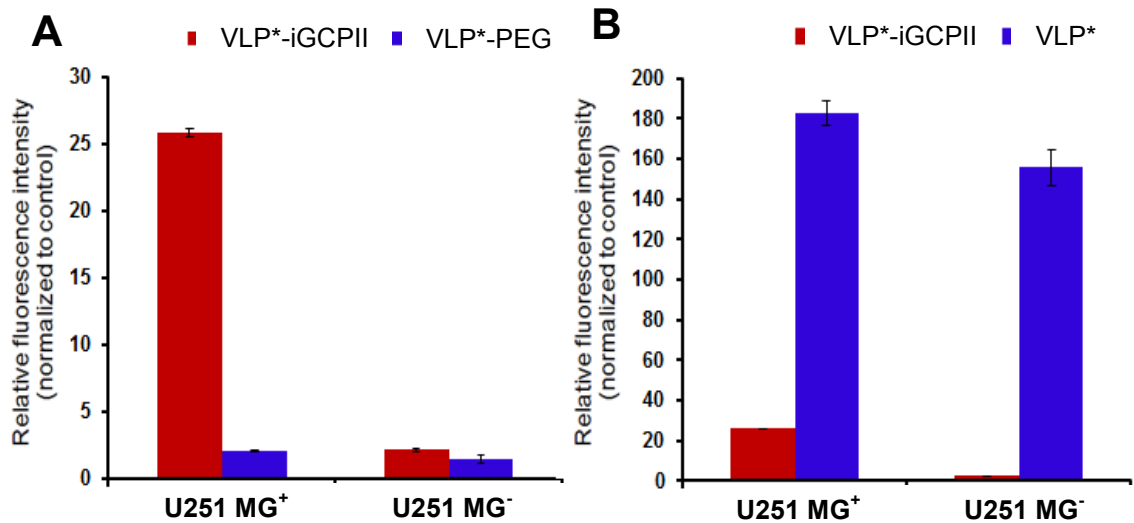 A
VLP*-iGCPII VLP*-PEG
Relative fluorescence intensity
(normalized to control)
30
25
20
15
10
5
0
U251 MG⁺ U251 MG⁻
B
VLP*-iGCPII VLP*
Relative fluorescence intensity
(normalized to control)
200
180
160
140
120
100
80
60
40
20
0
U251 MG⁺ U251 MG⁻